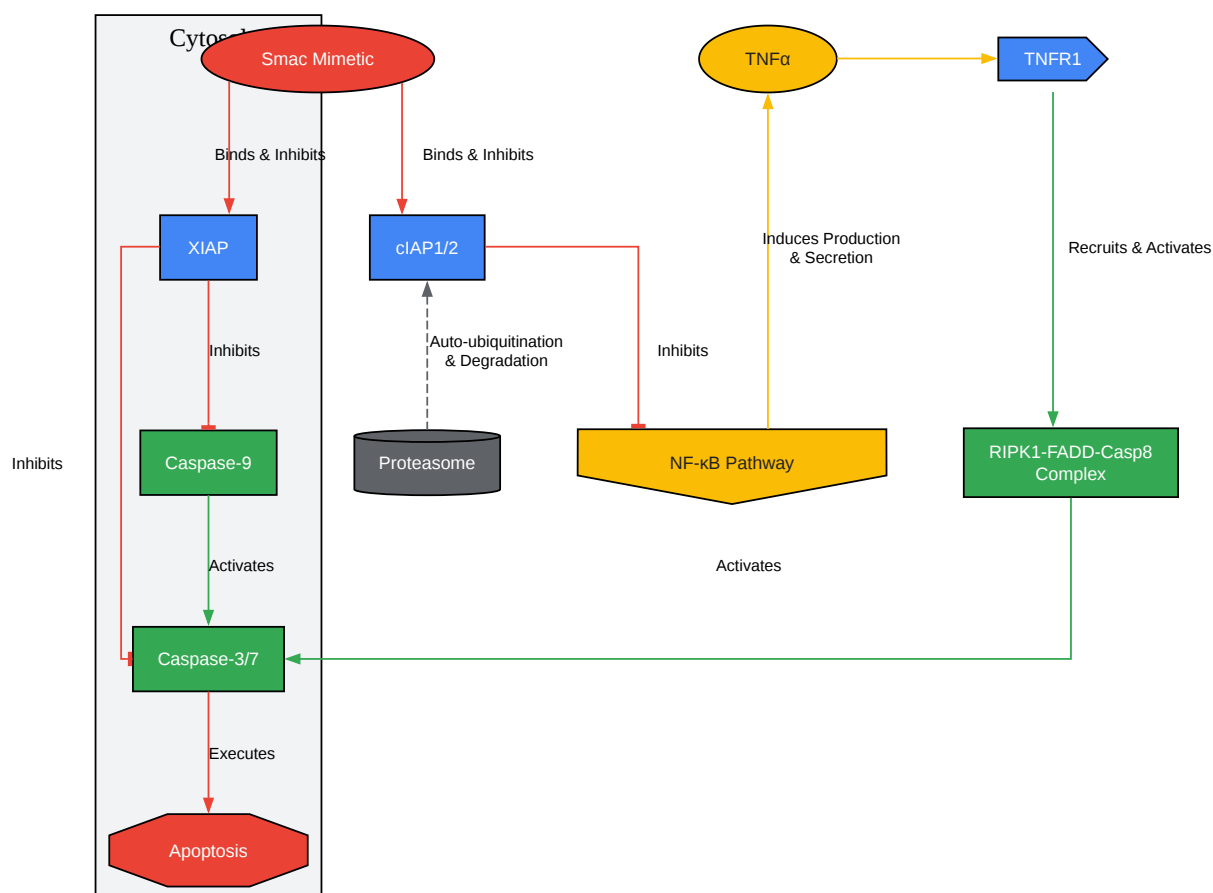 Smac Mimetic
TNFα
TNFR1
Binds & Inhibits
Binds & Inhibits
XIAP
cIAP1/2
Induces Production
& Secretion
Recruits & Activates
Inhibits
Auto-ubiquitination
& Degradation
Inhibits
Inhibits
Caspase-9
Proteasome
NF-κB Pathway
RIPK1-FADD-Casp8
Complex
Activates
Activates
Caspase-3/7
Executes
Apoptosis